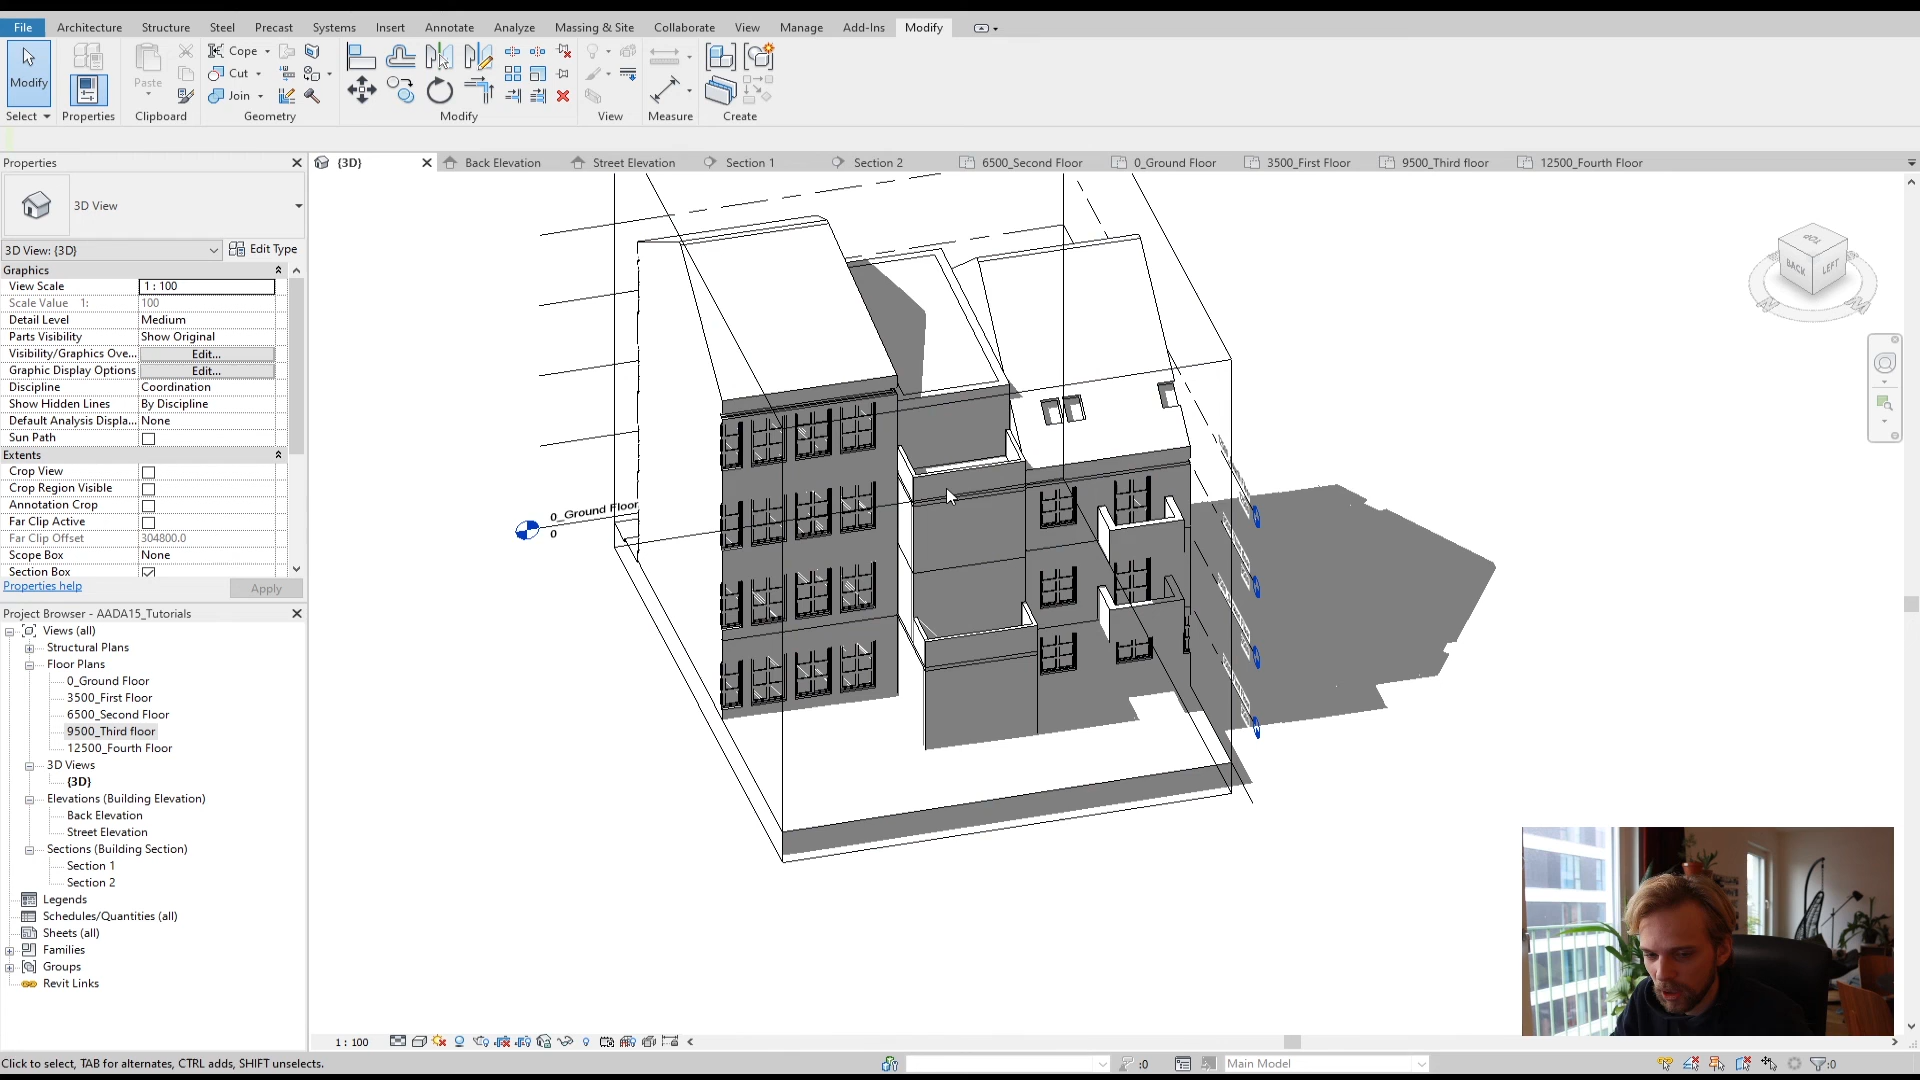 File Architecture Structure Steel Precast Systems Insert Annotate Analyze Massing & Site Collaborate View Manage Add-Ins Modify
Cope
Cut
Modify Paste
Join
Select Properties Clipboard Geometry Modify View Measure Create
Properties
{3D} Back Elevation Street Elevation Section 1 Section 2 6500_Second Floor 0_Ground Floor 3500_First Floor 9500_Third floor 12500_Fourth Floor
3D View
3D View: {3D} Edit Type
Graphics
View Scale 1 : 100
Scale Value 1: 100
Detail Level Medium
Parts Visibility Show Original
Visibility/Graphics Ove... Edit...
Graphic Display Options Edit...
Discipline Coordination
Show Hidden Lines By Discipline
Default Analysis Displa... None
Sun Path
Extents
Crop View
Crop Region Visible
Annotation Crop
Far Clip Active
Far Clip Offset 304800.0
Scope Box None
Section Box
Properties help Apply
Project Browser - AADA15_Tutorials
Views (all)
Structural Plans
Floor Plans
0_Ground Floor
3500_First Floor
6500_Second Floor
9500_Third floor
12500_Fourth Floor
3D Views
{3D}
Elevations (Building Elevation)
Back Elevation
Street Elevation
Sections (Building Section)
Section 1
Section 2
Legends
Schedules/Quantities (all)
Sheets (all)
Families
Groups
Revit Links
0_Ground Floor
0
TOP
BACK LEFT
1 : 100
Click to select, TAB for alternates, CTRL adds, SHIFT unselects. :0 Main Model :0